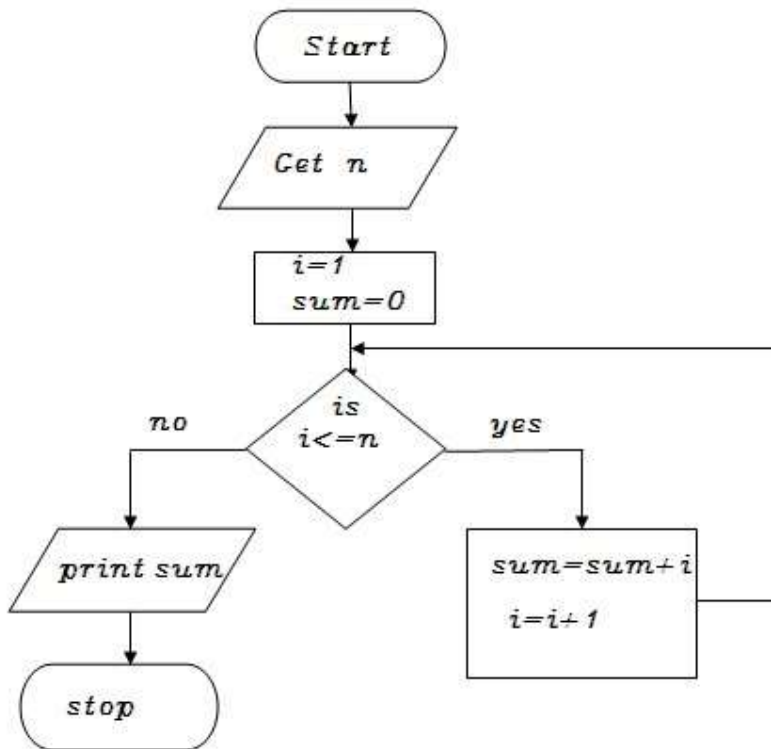 Start
Get n
i=1
sum=0
is
i<=n
no
yes
print sum
sum=sum+i
i=i+1
stop